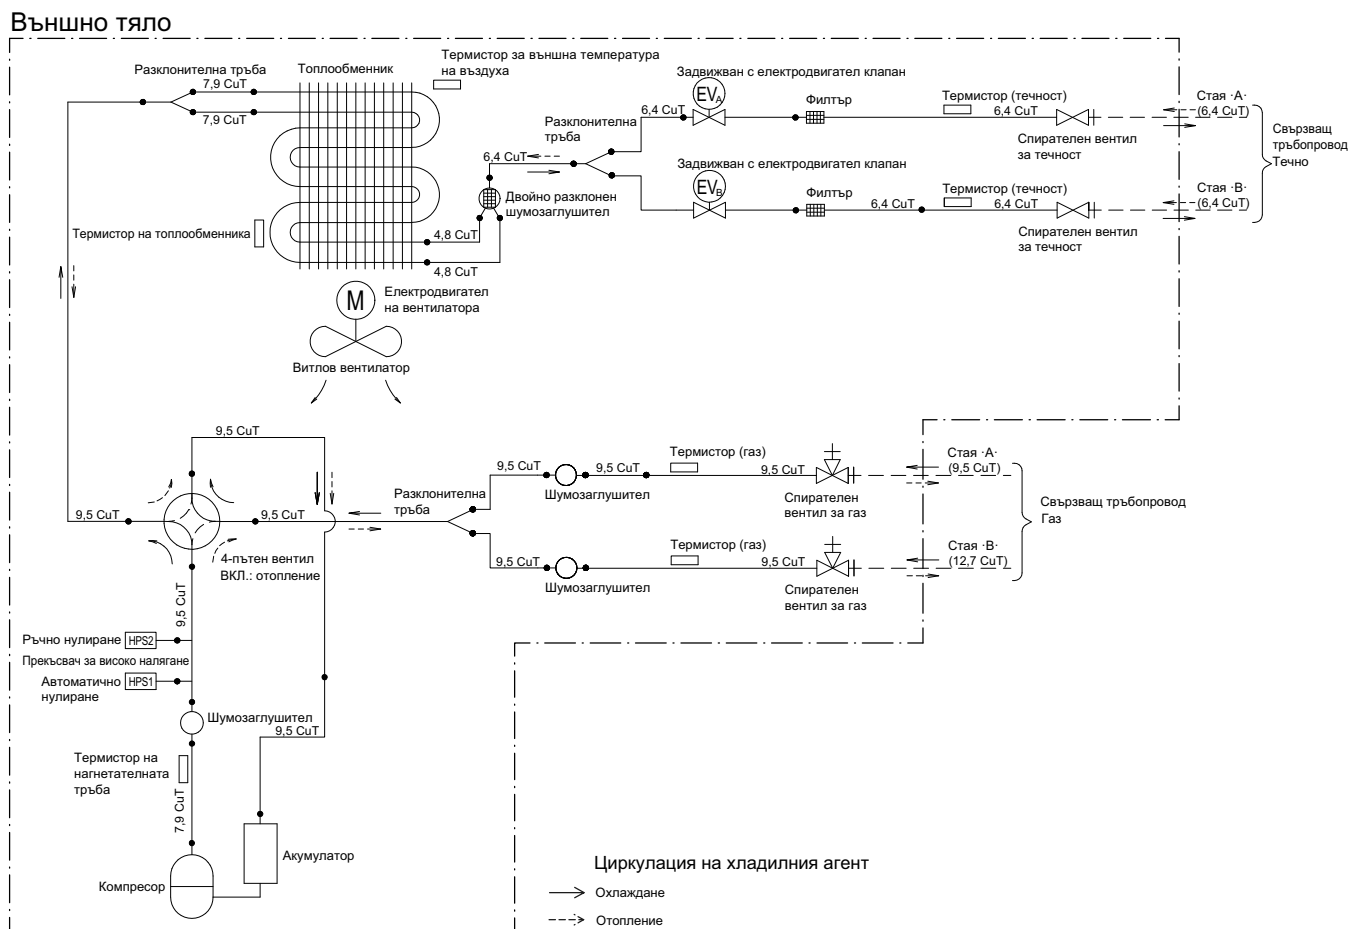 Външно тяло
Разклонителна тръба
7,9 CuT
7,9 CuT
Топлообменник
Термистор за външна температура
на въздуха
Термистор на топлообменника
4,8 CuT
4,8 CuT
Двойно разклонен
шумозаглушител
6,4 CuT
Разклонителна
тръба
6,4 CuT
Задвижван с електродвигател клапан
EVA
Филтър
Термистор (течност)
6,4 CuT
Спирателен вентил
за течност
Стая ·A·
(6,4 CuT)
Задвижван с електродвигател клапан
EVB
Филтър
6,4 CuT
Термистор (течност)
6,4 CuT
Спирателен вентил
за течност
Стая ·B·
(6,4 CuT)
Свързващ
тръбопровод
Течно
M
Електродвигател
на вентилатора
Витлов вентилатор
9,5 CuT
9,5 CuT
9,5 CuT
4-пътен вентил
ВКЛ.: отопление
Разклонителна
тръба
9,5 CuT
Шумозаглушител
9,5 CuT
Термистор (газ)
9,5 CuT
Спирателен
вентил за газ
Стая ·A·
(9,5 CuT)
9,5 CuT
Шумозаглушител
Термистор (газ)
9,5 CuT
Спирателен
вентил за газ
Стая ·B·
(12,7 CuT)
Свързващ тръбопровод
Газ
9,5 CuT
Ръчно нулиране
HPS2
Прекъсвач за високо налягане
Автоматично
нулиране
HPS1
Шумозаглушител
9,5 CuT
Термистор на
нагнетателната
тръба
7,9 CuT
Компресор
Акумулатор
Циркулация на хладилния агент
Охлаждане
Отопление